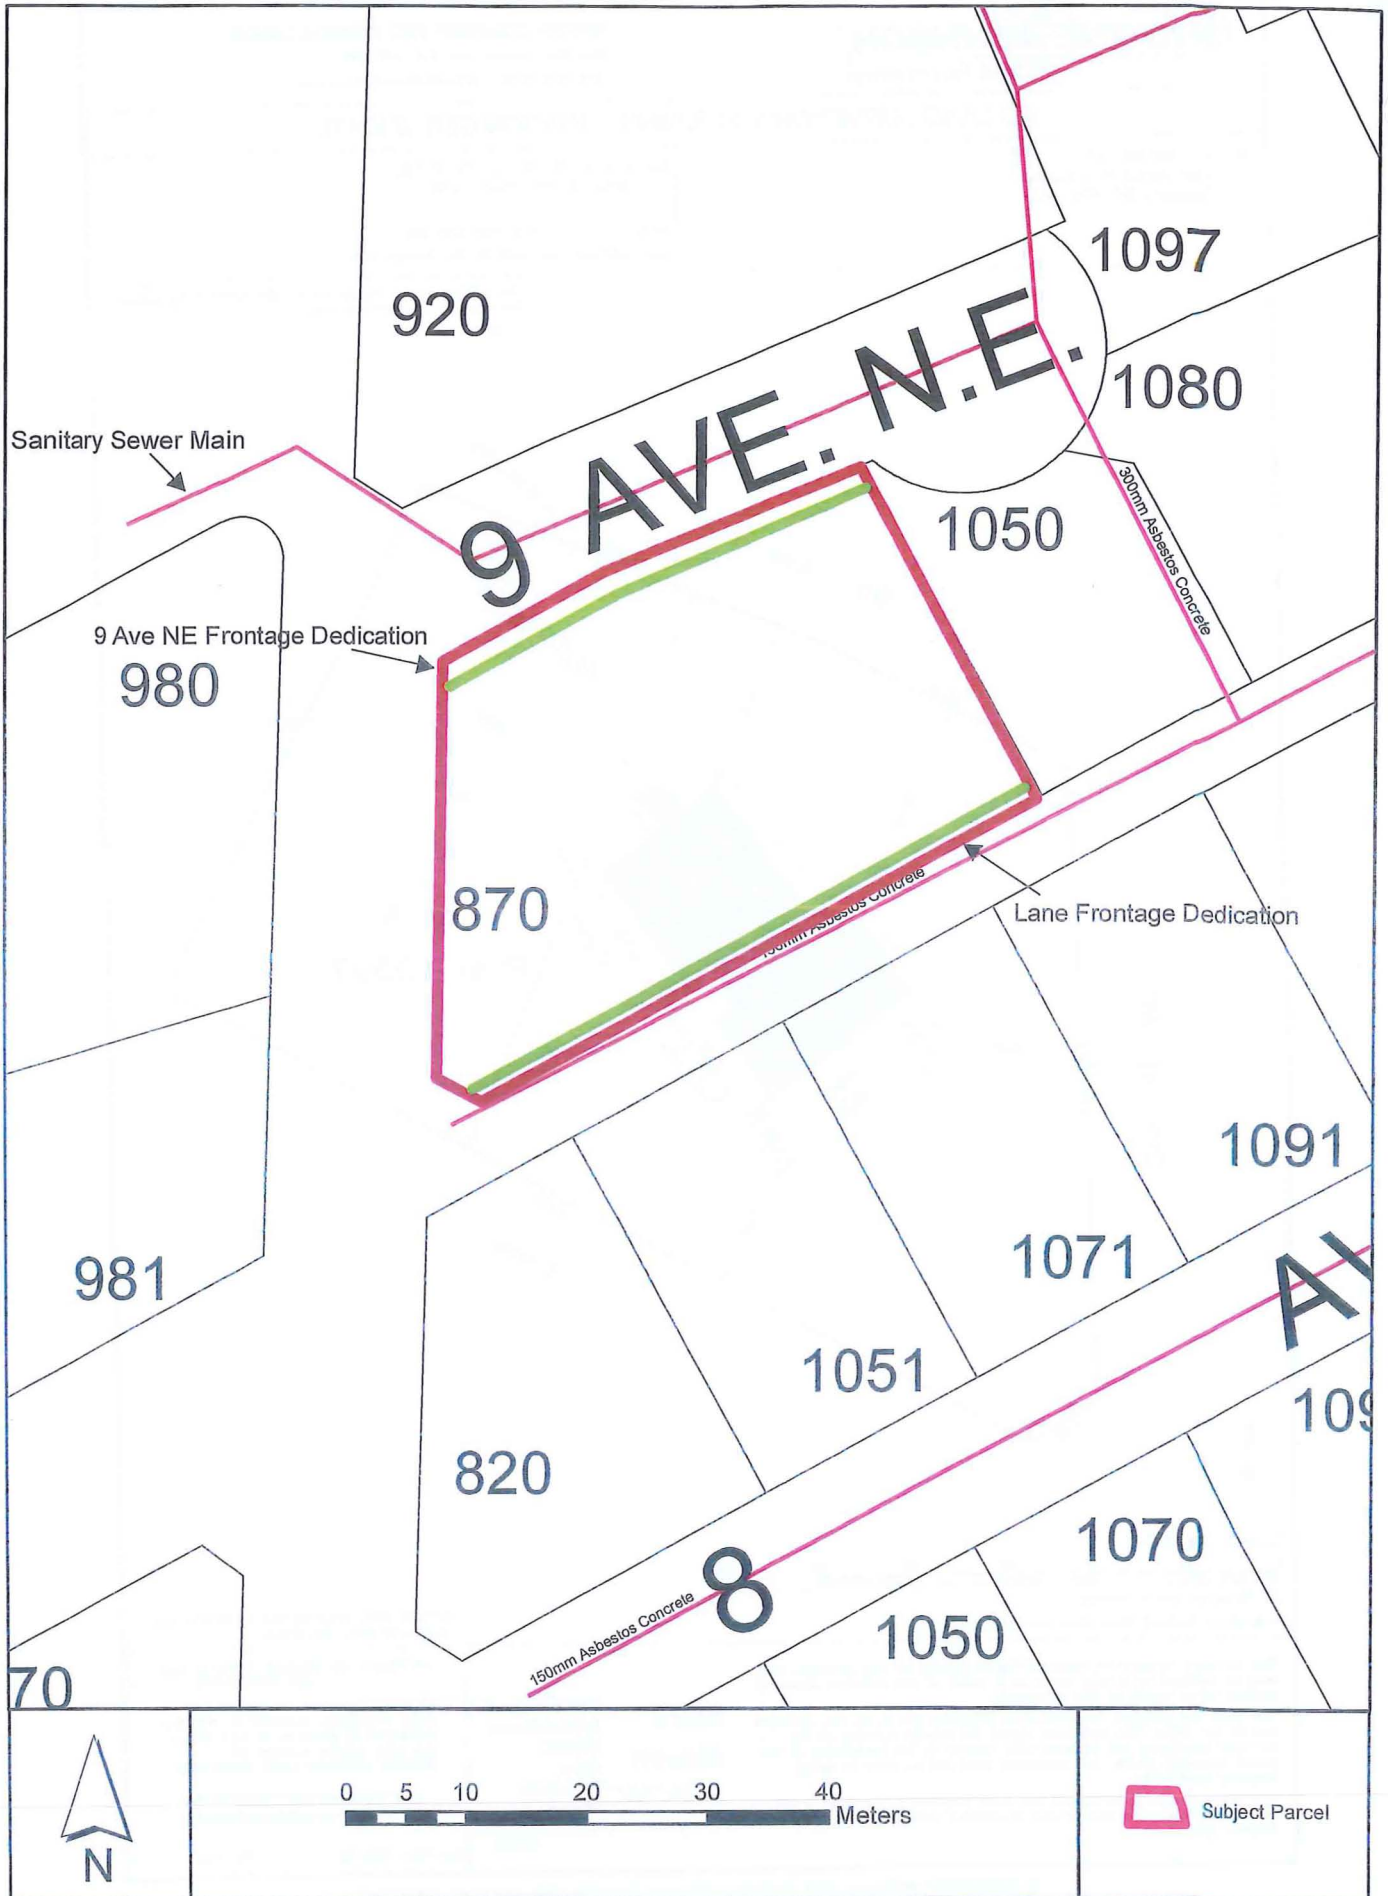 1097
920
9 AVE. N.E.
1080
Sanitary Sewer Main
300mm Asbestos Concrete
1050
9 Ave NE Frontage Dedication
980
870
Asbestos Concrete
Lane Frontage Dedication
1091
1071
981
1051
820
1070
8
1050
150mm Asbestos Concrete
70
N
0 5 10 20 30 40
Meters
Subject Parcel